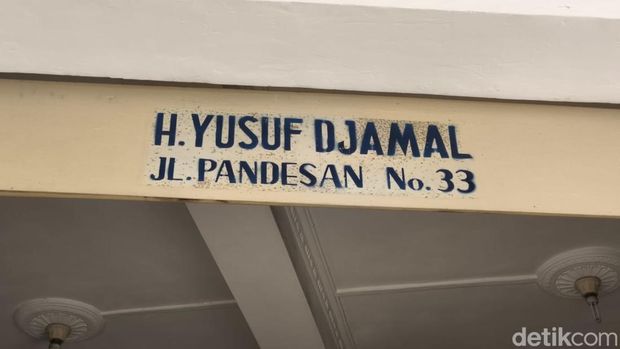 H.YUSUF DJAMAL
JL.PANDESAN No.33
detikcom